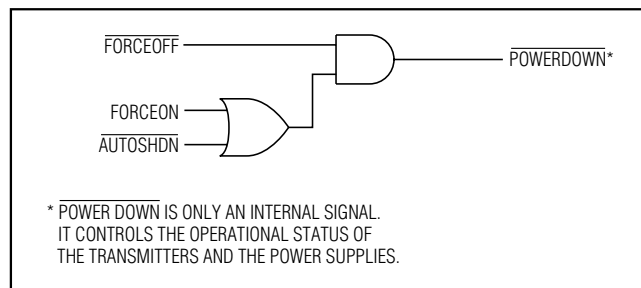 FORCEOFF
POWERDOWN*
FORCEON
AUTOSHDN
* POWER DOWN IS ONLY AN INTERNAL SIGNAL.
IT CONTROLS THE OPERATIONAL STATUS OF
THE TRANSMITTERS AND THE POWER SUPPLIES.